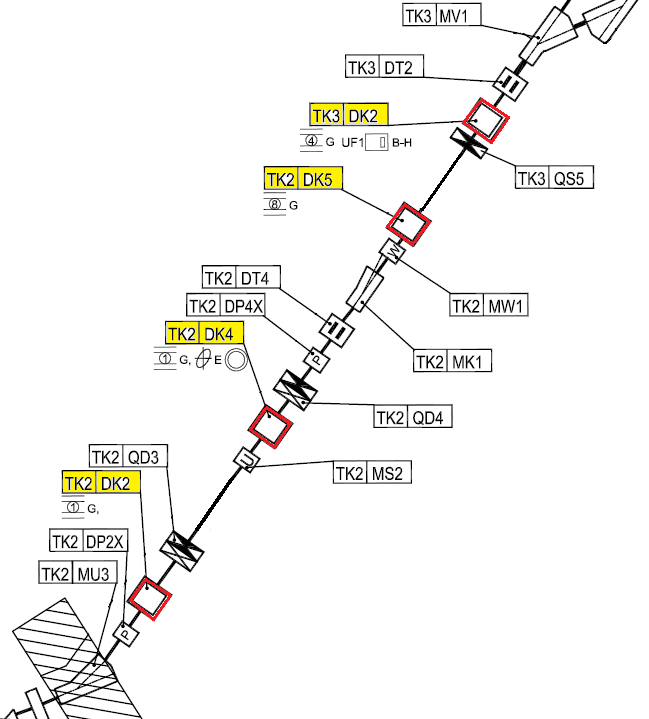 TK3 MV1
TK3 DT2
TK3 DK2
④ G UF1 B-H
TK3 QS5
TK2 DK5
⑧ G
W
TK2 DT4
TK2 MW1
TK2 DP4X
TK2 DK4
① G, E
P
TK2 MK1
TK2 QD4
TK2 QD3
U
TK2 MS2
TK2 DK2
① G,
TK2 DP2X
TK2 MU3
P